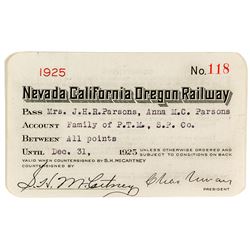 1925 No. 118
Nevada California Oregon Railway
PASS Mrs. J.H.R.Parsons, Anna M.C. Parsons
ACCOUNT Family of P.T.M., S.P. Co.
BETWEEN All points
UNTIL Dec. 31, 1925 UNLESS OTHERWISE ORDERED AND
SUBJECT TO CONDITIONS ON BACK
VALID WHEN COUNTERSIGNED BY S.H.McCARTNEY
COUNTERSIGNED BY
S.H. McCartney Chas
PRESIDENT